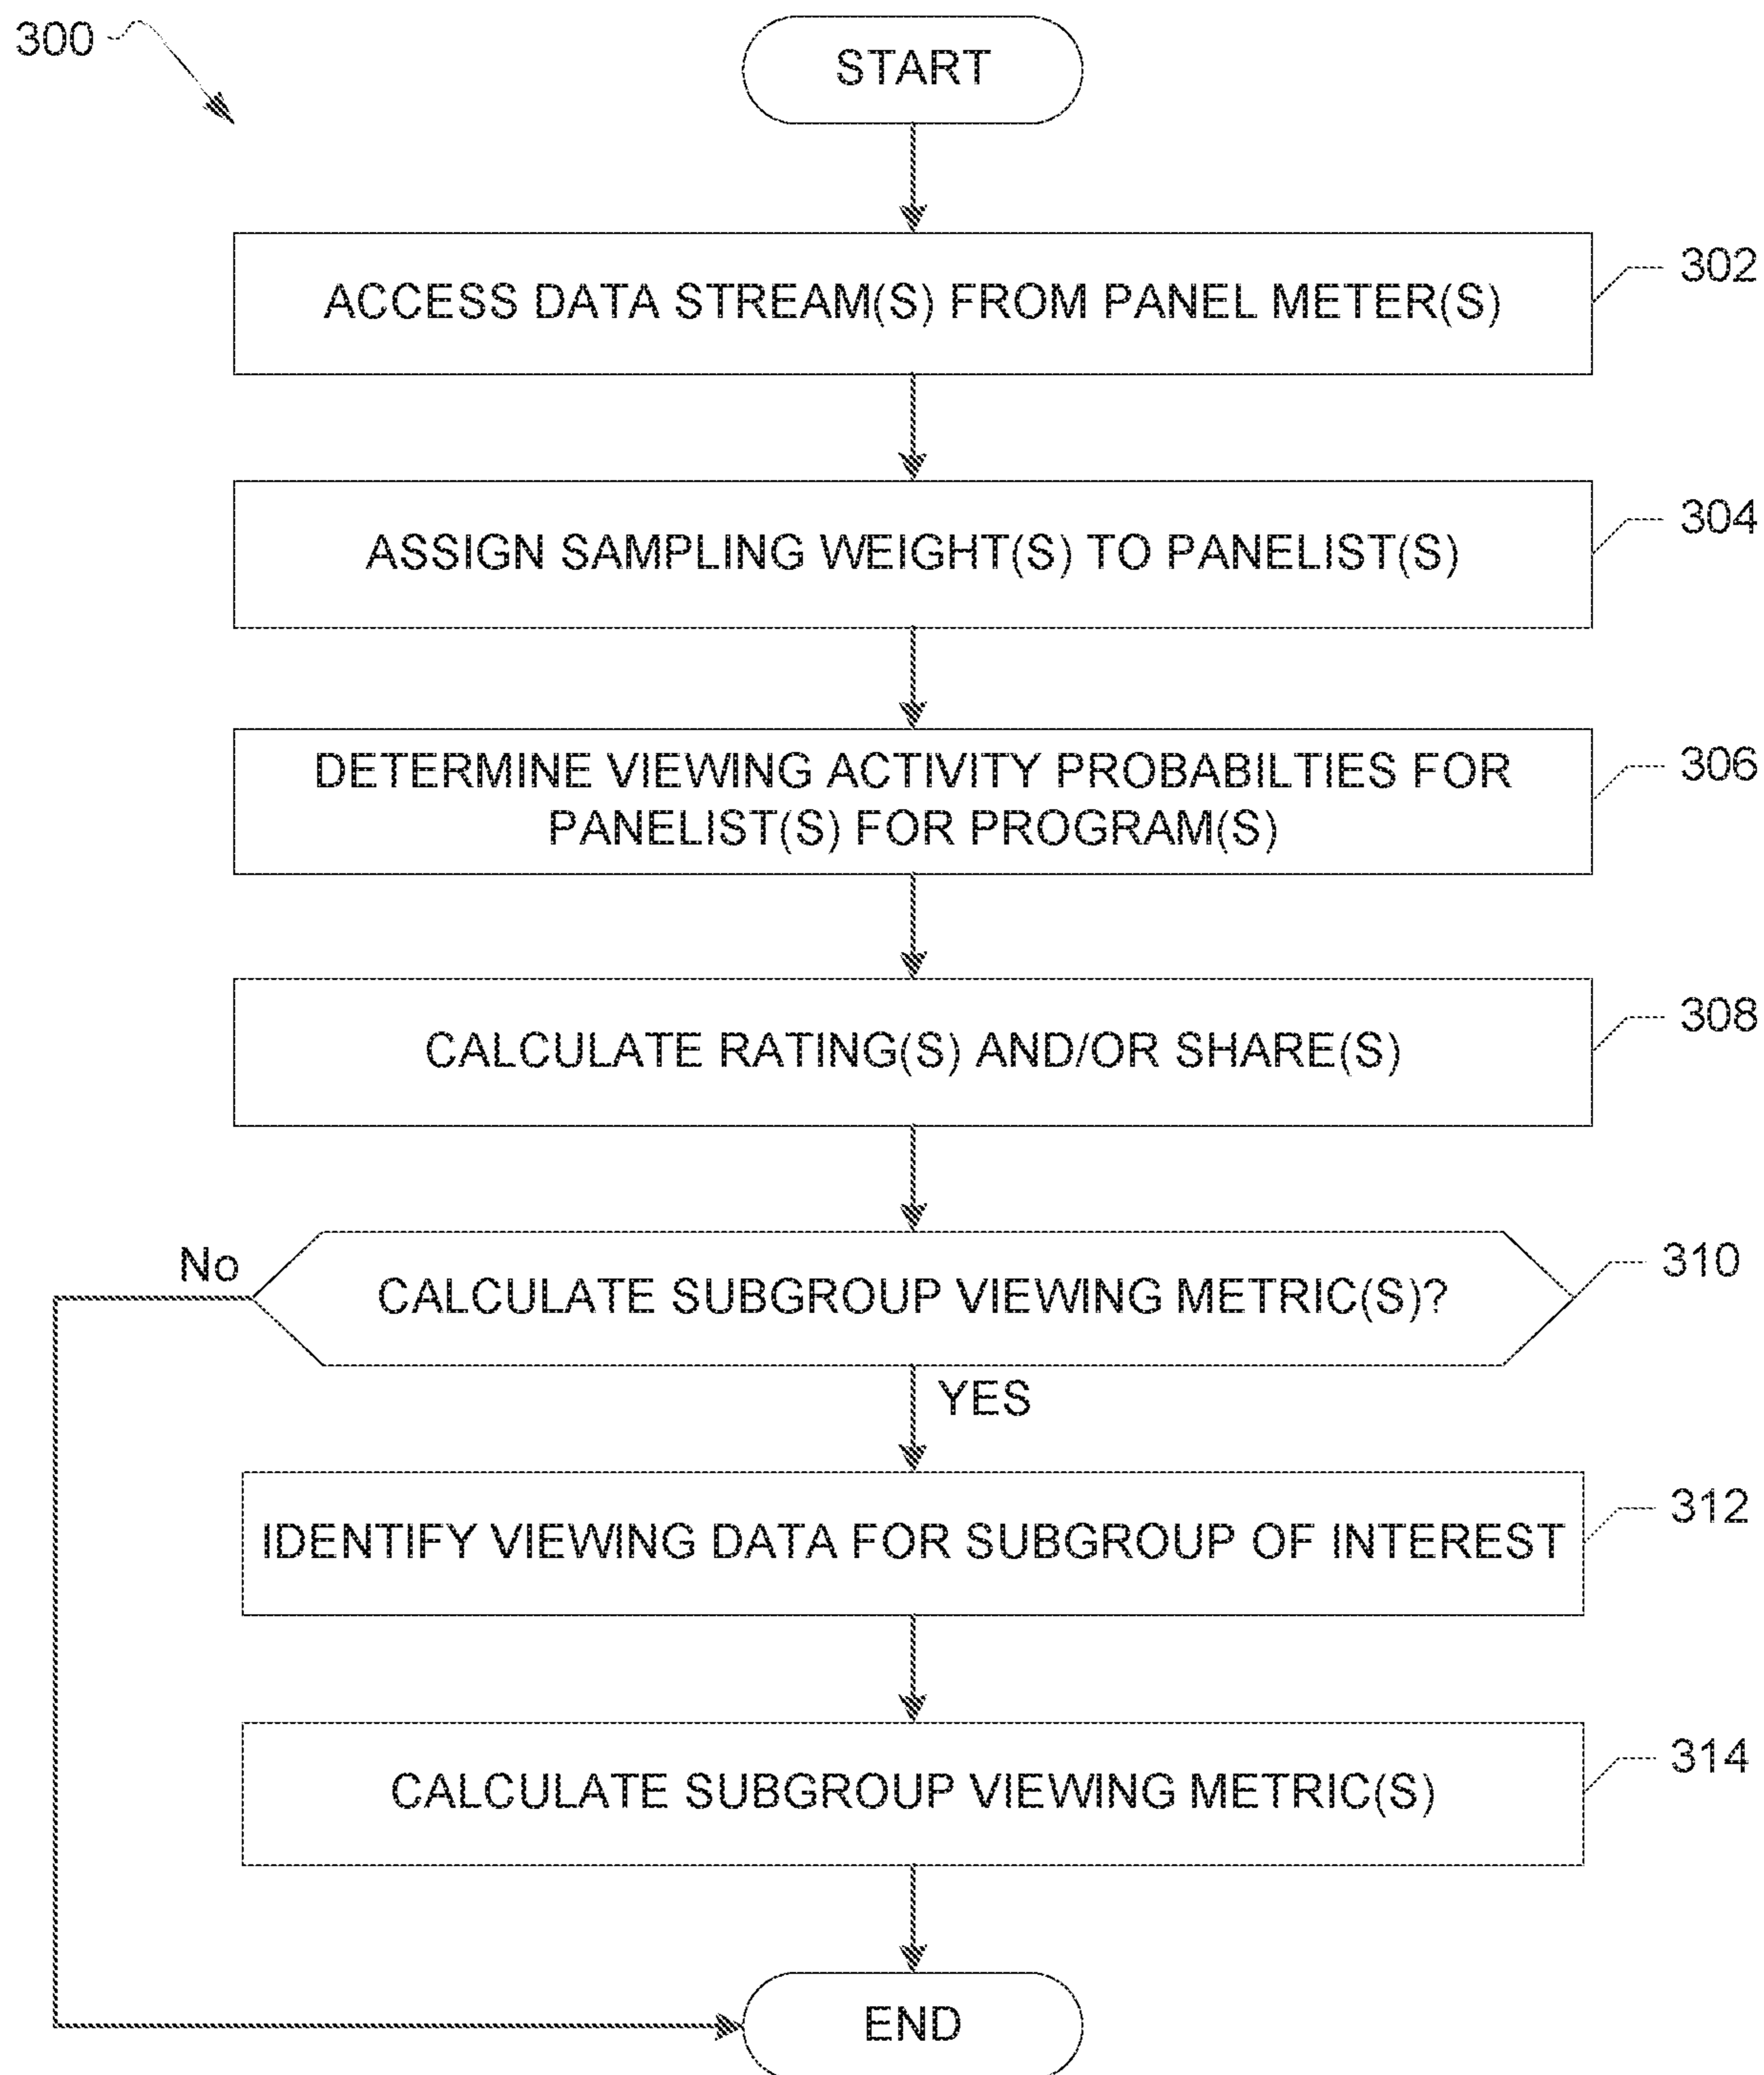 300
START
ACCESS DATA STREAM(S) FROM PANEL METER(S)
302
ASSIGN SAMPLING WEIGHT(S) TO PANELIST(S)
304
DETERMINE VIEWING ACTIVITY PROBABILTIES FOR
PANELIST(S) FOR PROGRAM(S)
306
CALCULATE RATING(S) AND/OR SHARE(S)
308
No
CALCULATE SUBGROUP VIEWING METRIC(S)?
310
YES
IDENTIFY VIEWING DATA FOR SUBGROUP OF INTEREST
312
CALCULATE SUBGROUP VIEWING METRIC(S)
314
END